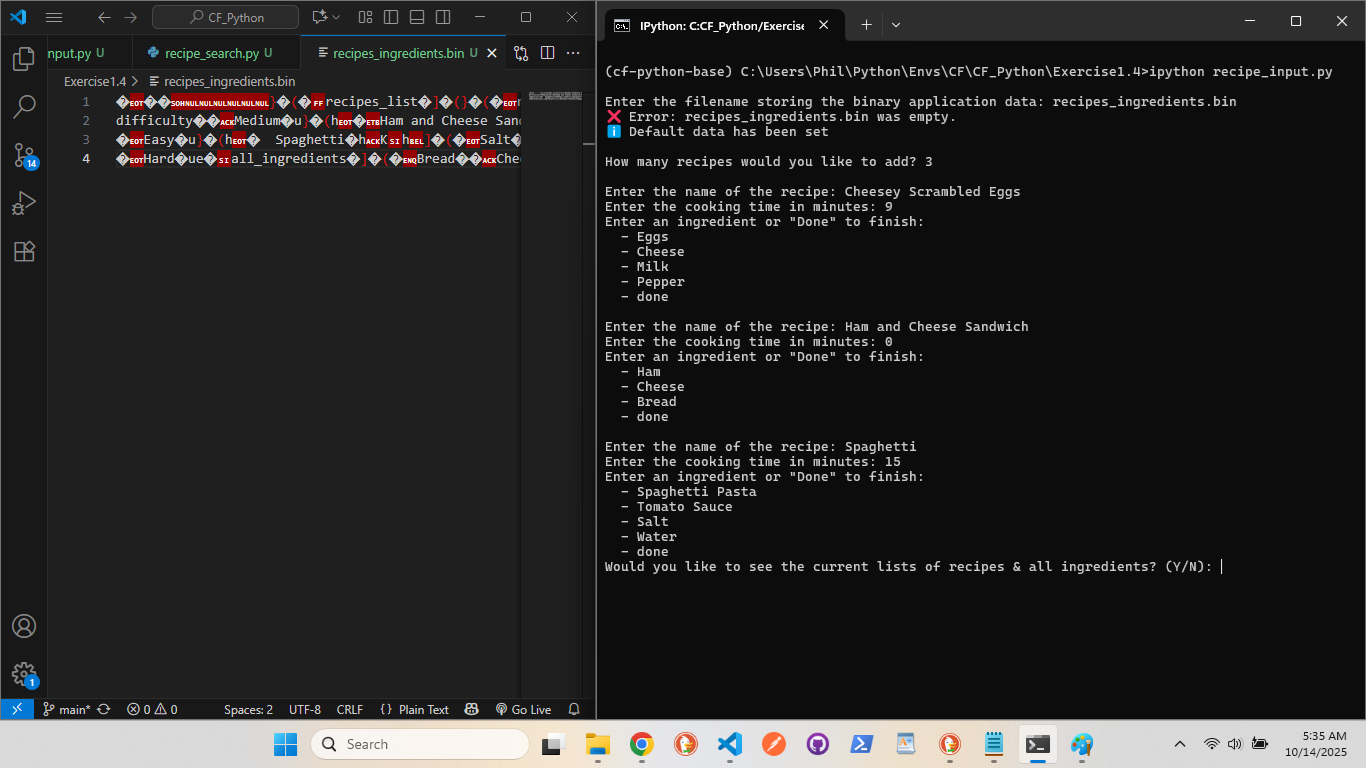 CF_Python
nput.py U
recipe_search.py U
recipes_ingredients.bin U
Exercise1.4 > recipes_ingredients.bin
1 �EOT��SOHNULNULNULNULNULNULNUL}�(�FFrecipes_list�]�(}�(�EOTn
2 difficulty��ACKMedium�u}�(hEOT�ETBHam and Cheese San
3 �EOTEasy�u}�(hEOT� Spaghetti�hACKKSIhBEL]�(�EOTSalt�
4 �EOTHard�ue�SIall_ingredients�]�(�ENQBread��ACKChee
14
1
main* 0 0 Spaces: 2 UTF-8 CRLF {} Plain Text Go Live
IPython: C:CF_Python/Exercise
(cf-python-base) C:\Users\Phil\Python\Envs\CF\CF_Python\Exercise1.4>ipython recipe_input.py
Enter the filename storing the binary application data: recipes_ingredients.bin
❌ Error: recipes_ingredients.bin was empty.
ℹ️ Default data has been set
How many recipes would you like to add? 3
Enter the name of the recipe: Cheesey Scrambled Eggs
Enter the cooking time in minutes: 9
Enter an ingredient or "Done" to finish:
- Eggs
- Cheese
- Milk
- Pepper
- done
Enter the name of the recipe: Ham and Cheese Sandwich
Enter the cooking time in minutes: 0
Enter an ingredient or "Done" to finish:
- Ham
- Cheese
- Bread
- done
Enter the name of the recipe: Spaghetti
Enter the cooking time in minutes: 15
Enter an ingredient or "Done" to finish:
- Spaghetti Pasta
- Tomato Sauce
- Salt
- Water
- done
Would you like to see the current lists of recipes & all ingredients? (Y/N):
Search
5:35 AM
10/14/2025